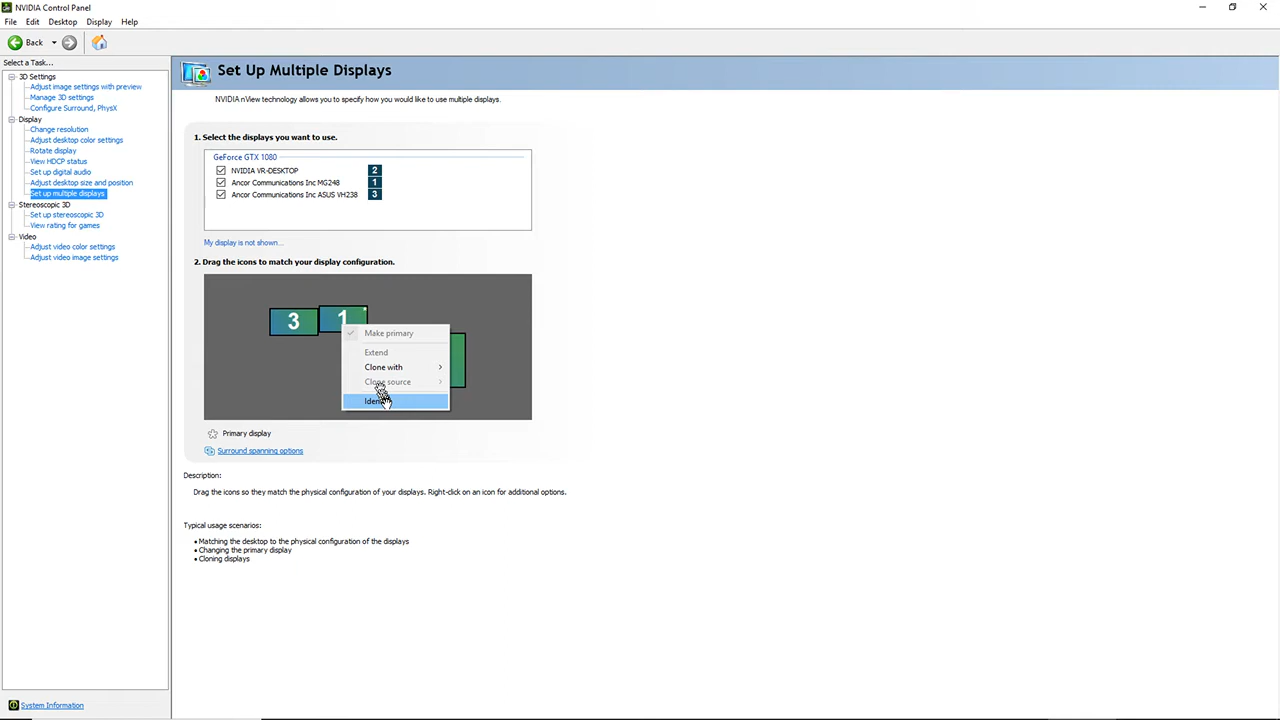 NVIDIA Control Panel
File Edit Desktop Display Help
Back
Select a Task...
3D Settings
Adjust image settings with preview
Manage 3D settings
Configure Surround, PhysX
Display
Change resolution
Adjust desktop color settings
Rotate display
View HDCP status
Set up digital audio
Adjust desktop size and position
Set up multiple displays
Stereoscopic 3D
Set up stereoscopic 3D
View rating for games
Video
Adjust video color settings
Adjust video image settings
System Information
Set Up Multiple Displays
NVIDIA nView technology allows you to specify how you would like to use multiple displays.
1. Select the displays you want to use.
GeForce GTX 1080
NVIDIA VR-DESKTOP 2
Ancor Communications Inc MG248 1
Ancor Communications Inc ASUS VH238 3
My display is not shown...
2. Drag the icons to match your display configuration.
3 1
Make primary
Extend
Clone with
Clone source
Primary display
Surround spanning options
Description:
Drag the icons so they match the physical configuration of your displays. Right-click on an icon for additional options.
Typical usage scenarios:
• Matching the desktop to the physical configuration of the displays
• Changing the primary display
• Cloning displays